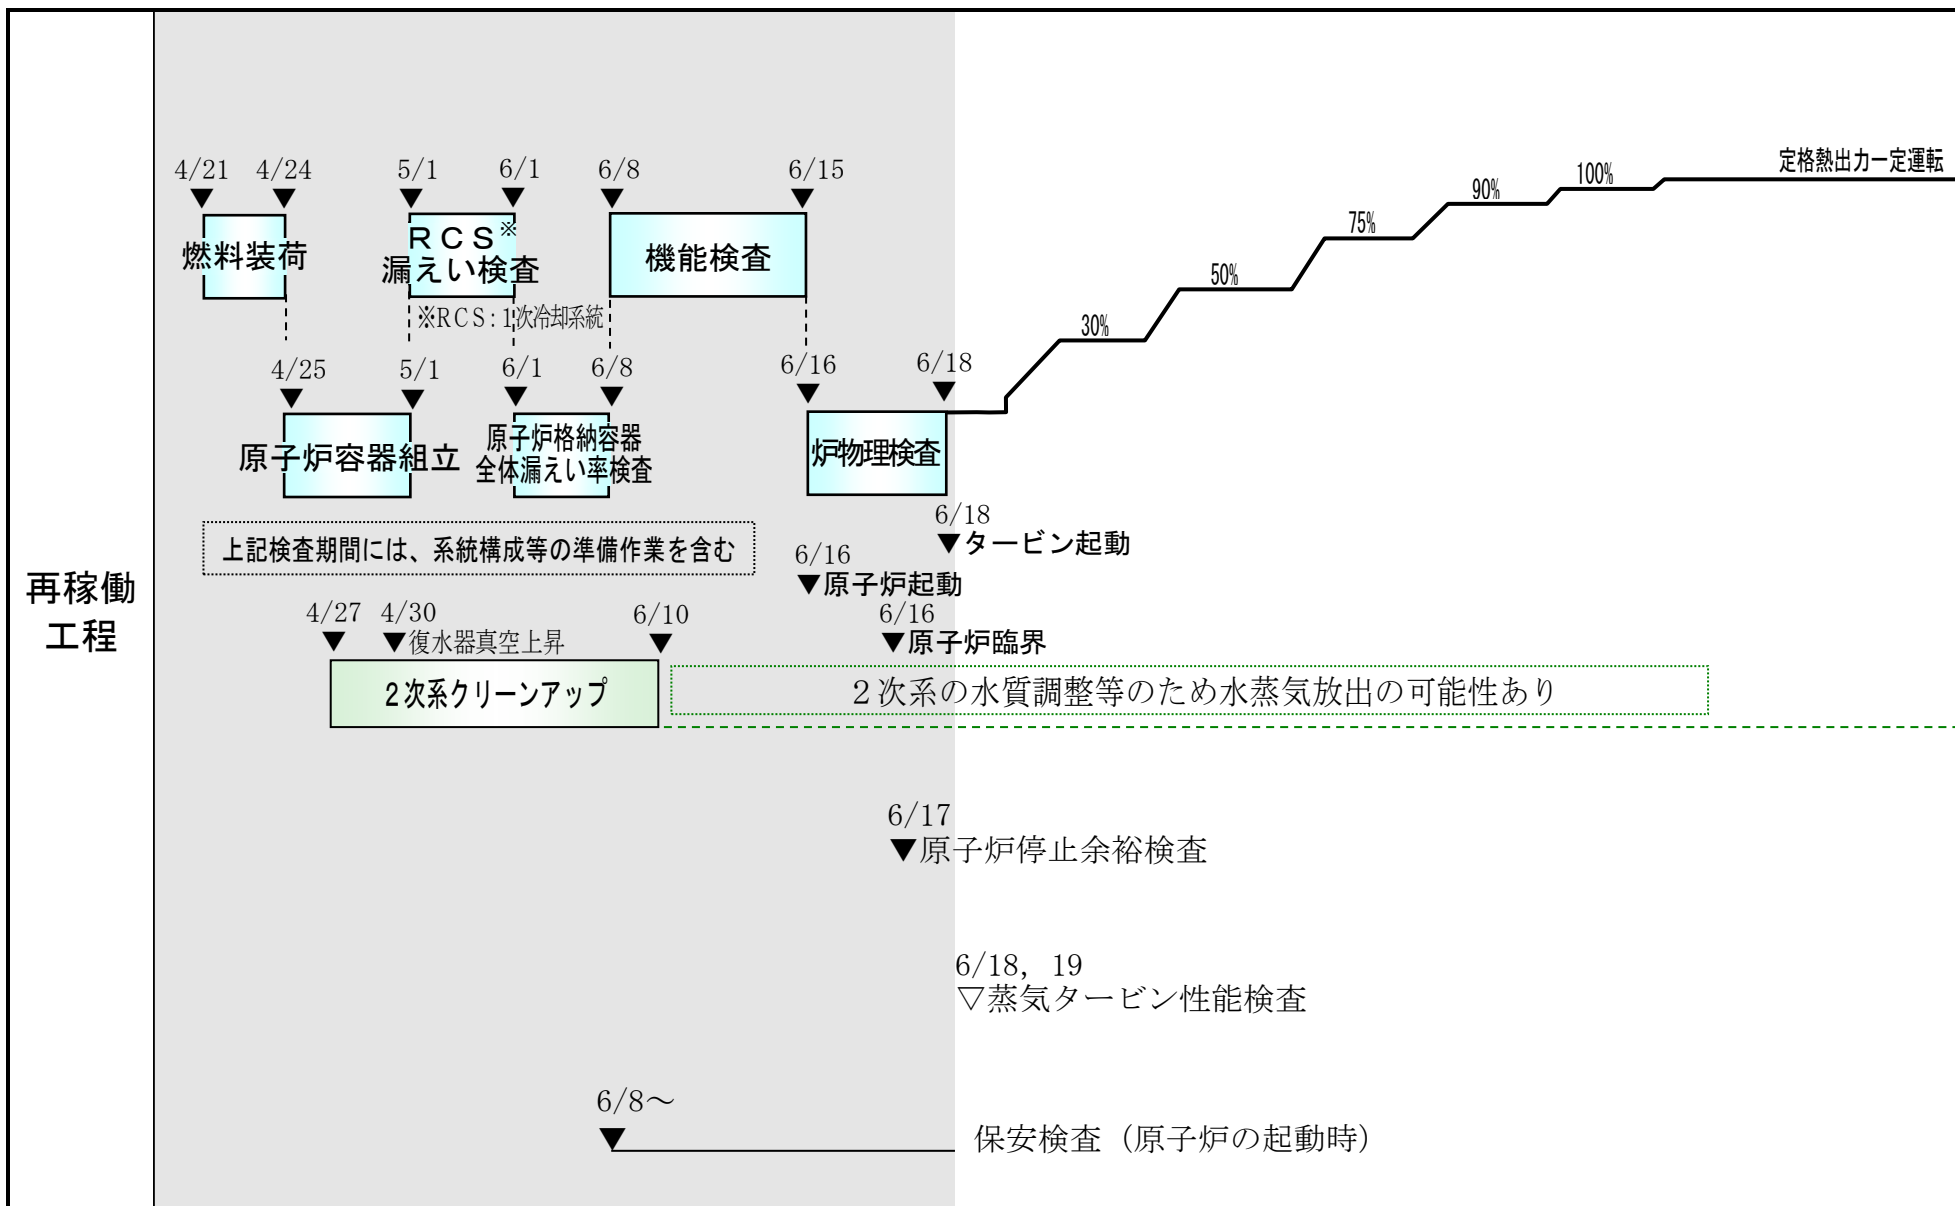 再稼働
工程
4/21 4/24 5/1 6/1 6/8 6/15
▼ ▼ ▼ ▼ ▼ ▼
燃料装荷
RCS※
漏えい検査
機能検査
※RCS:1次冷却系統
4/25 5/1 6/1 6/8 6/16 6/18
▼ ▼ ▼ ▼ ▼ ▼
原子炉容器組立
原子炉格納容器
全体漏えい率検査
炉物理検査
30%
50%
75%
90%
100%
定格熱出力一定運転
上記検査期間には、系統構成等の準備作業を含む
6/18
▼タービン起動
6/16
▼原子炉起動
6/16
▼原子炉臨界
4/27 4/30 6/10
▼ ▼復水器真空上昇 ▼
2次系クリーンアップ
2次系の水質調整等のため水蒸気放出の可能性あり
6/17
▼原子炉停止余裕検査
6/18, 19
▽蒸気タービン性能検査
6/8～
▼
保安検査（原子炉の起動時）